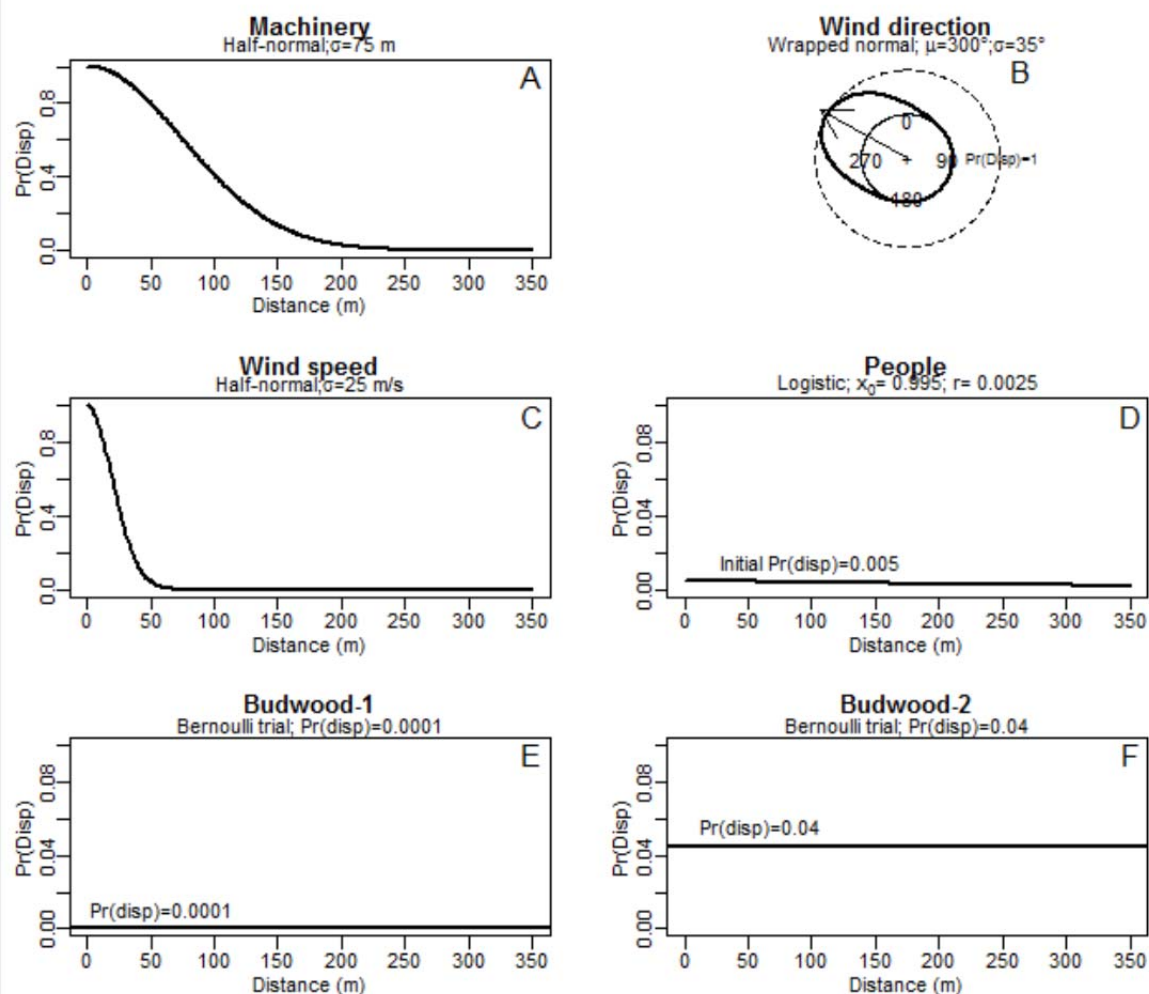 Machinery
Half-normal;σ=75 m
A
Pr(Disp)
0.0 0.4 0.8
0 50 100 150 200 250 300 350
Distance (m)
Wind direction
Wrapped normal; μ=300°;σ=35°
B
0
270 90 Pr(Disp)=1
180
Wind speed
Half-normal;σ=25 m/s
C
Pr(Disp)
0.0 0.4 0.8
0 50 100 150 200 250 300 350
Distance (m)
People
Logistic; x₀= 0.995; r= 0.0025
D
Pr(Disp)
0.00 0.04 0.08
Initial Pr(disp)=0.005
0 50 100 150 200 250 300 350
Distance (m)
Budwood-1
Bernoulli trial; Pr(disp)=0.0001
E
Pr(Disp)
0.00 0.04 0.08
Pr(disp)=0.0001
0 50 100 150 200 250 300 350
Distance (m)
Budwood-2
Bernoulli trial; Pr(disp)=0.04
F
Pr(Disp)
0.00 0.04 0.08
Pr(disp)=0.04
0 50 100 150 200 250 300 350
Distance (m)